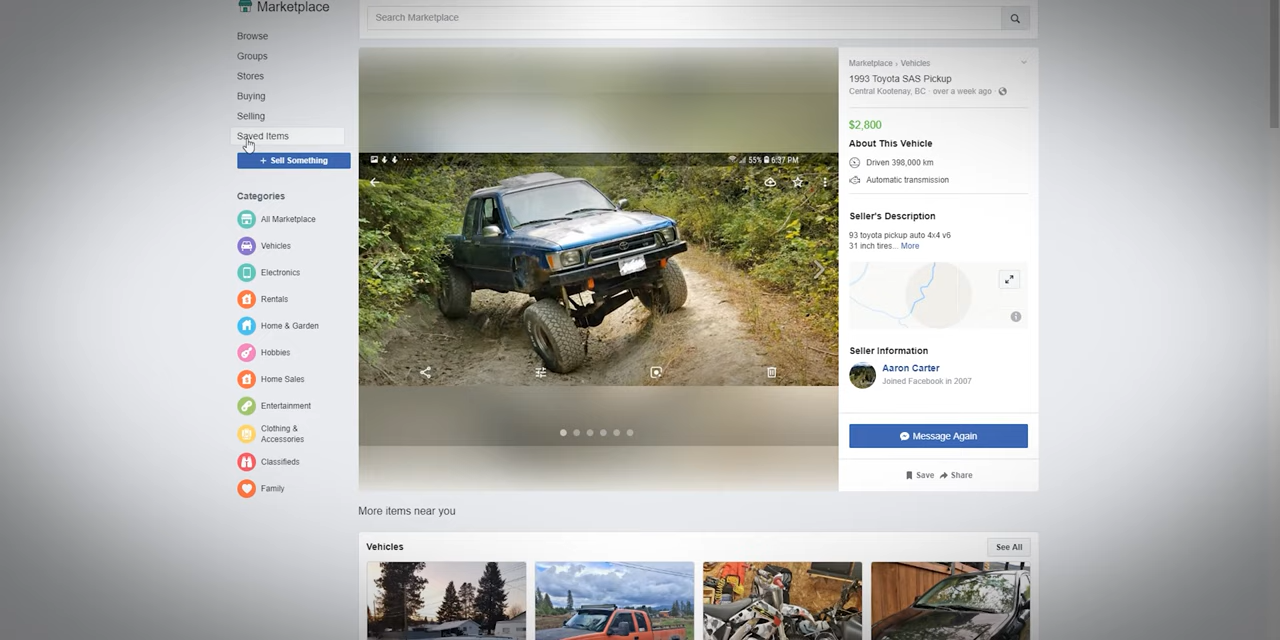 Marketplace
Search Marketplace
Browse
Groups
Stores
Buying
Selling
Saved Items
+ Sell Something
Categories
All Marketplace
Vehicles
Electronics
Rentals
Home & Garden
Hobbies
Home Sales
Entertainment
Clothing &
Accessories
Classifieds
Family
55% 6:37 PM
Marketplace › Vehicles
1993 Toyota SAS Pickup
Central Kootenay, BC · over a week ago ·
$2,800
About This Vehicle
Driven 398,000 km
Automatic transmission
Seller's Description
93 toyota pickup auto 4x4 v6
31 inch tires... More
Seller Information
Aaron Carter
Joined Facebook in 2007
Message Again
Save Share
More items near you
Vehicles
See All